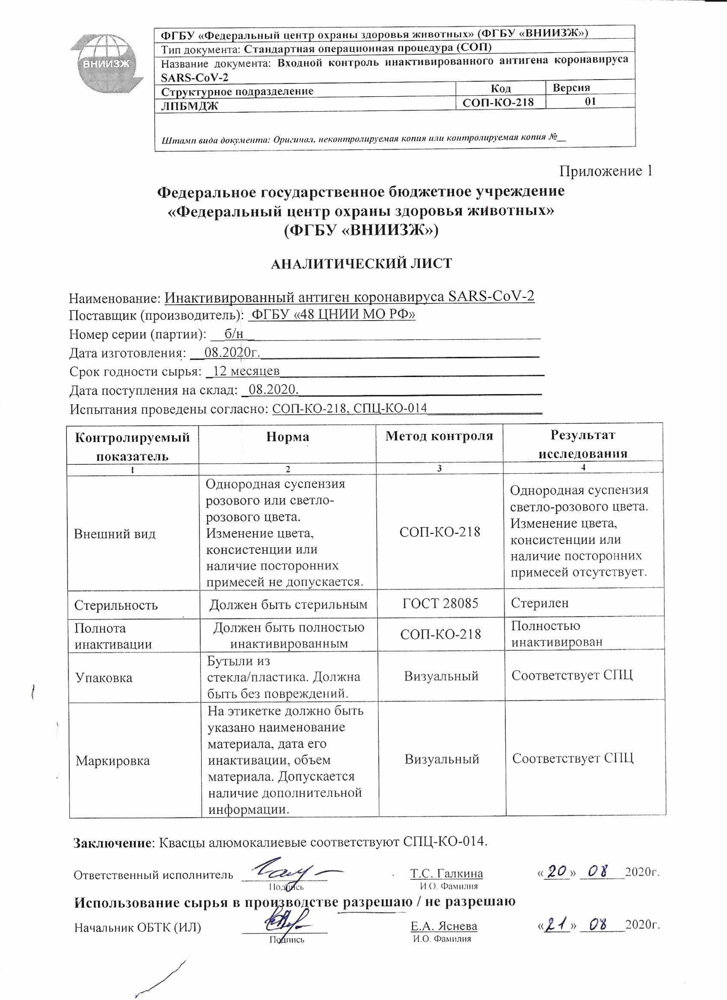 ВНИИЗЖ
ФГБУ «Федеральный центр охраны здоровья животных» (ФГБУ «ВНИИЗЖ»)
Тип документа: Стандартная операционная процедура (СОП)
Название документа: Входной контроль инактивированного антигена коронавируса
SARS-CoV-2
Структурное подразделение Код Версия
ЛПБМДЖ СОП-КО-218 01
Штамп вида документа: Оригинал, неконтролируемая копия или контролируемая копия №__
Приложение 1
Федеральное государственное бюджетное учреждение
«Федеральный центр охраны здоровья животных»
(ФГБУ «ВНИИЗЖ»)
АНАЛИТИЧЕСКИЙ ЛИСТ
Наименование: Инактивированный антиген коронавируса SARS-CoV-2
Поставщик (производитель): ФГБУ «48 ЦНИИ МО РФ»
Номер серии (партии): б/н
Дата изготовления: 08.2020г.
Срок годности сырья: 12 месяцев
Дата поступления на склад: 08.2020.
Испытания проведены согласно: СОП-КО-218, СПЦ-КО-014
Контролируемый показатель Норма Метод контроля Результат исследования
1 2 3 4
Внешний вид
Однородная суспензия
розового или светло-
розового цвета.
Изменение цвета,
консистенции или
наличие посторонних
примесей не допускается.
СОП-КО-218
Однородная суспензия
светло-розового цвета.
Изменение цвета,
консистенции или
наличие посторонних
примесей отсутствует.
Стерильность Должен быть стерильным ГОСТ 28085 Стерилен
Полнота
инактивации
Должен быть полностью
инактивированным
СОП-КО-218
Полностью
инактивирован
Упаковка
Бутыли из
стекла/пластика. Должна
быть без повреждений.
Визуальный
Соответствует СПЦ
Маркировка
На этикетке должно быть
указано наименование
материала, дата его
инактивации, объем
материала. Допускается
наличие дополнительной
информации.
Визуальный
Соответствует СПЦ
Заключение: Квасцы алюмокалиевые соответствуют СПЦ-КО-014.
Ответственный исполнитель Т.С. Галкина «20» 08 2020г.
Подпись И.О. Фамилия
Использование сырья в производстве разрешаю / не разрешаю
Начальник ОБТК (ИЛ) Е.А. Яснева «21» 08 2020г.
Подпись И.О. Фамилия